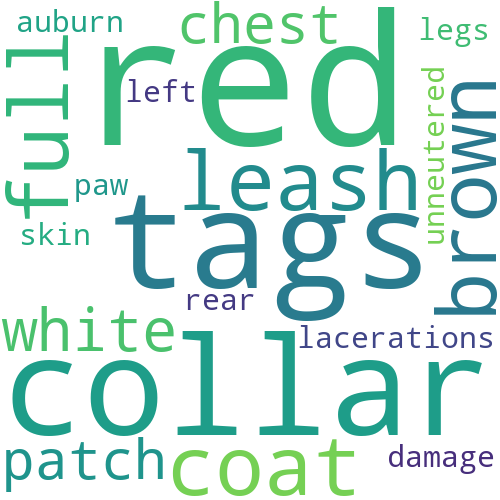 auburn
chest
legs
red
full
left
unneutered
brown
leash
paw
tags
skin
rear
white
lacerations
collar
patch
coat
damage